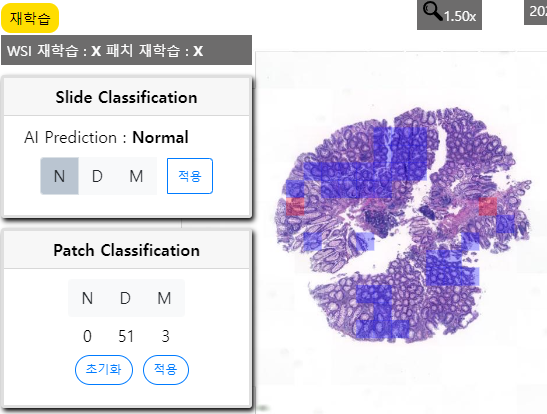 재학습
1.50x
202
WSI 재학습 : X 패치 재학습 : X
Slide Classification
AI Prediction : Normal
N D M 적용
Patch Classification
N D M
0 51 3
초기화 적용